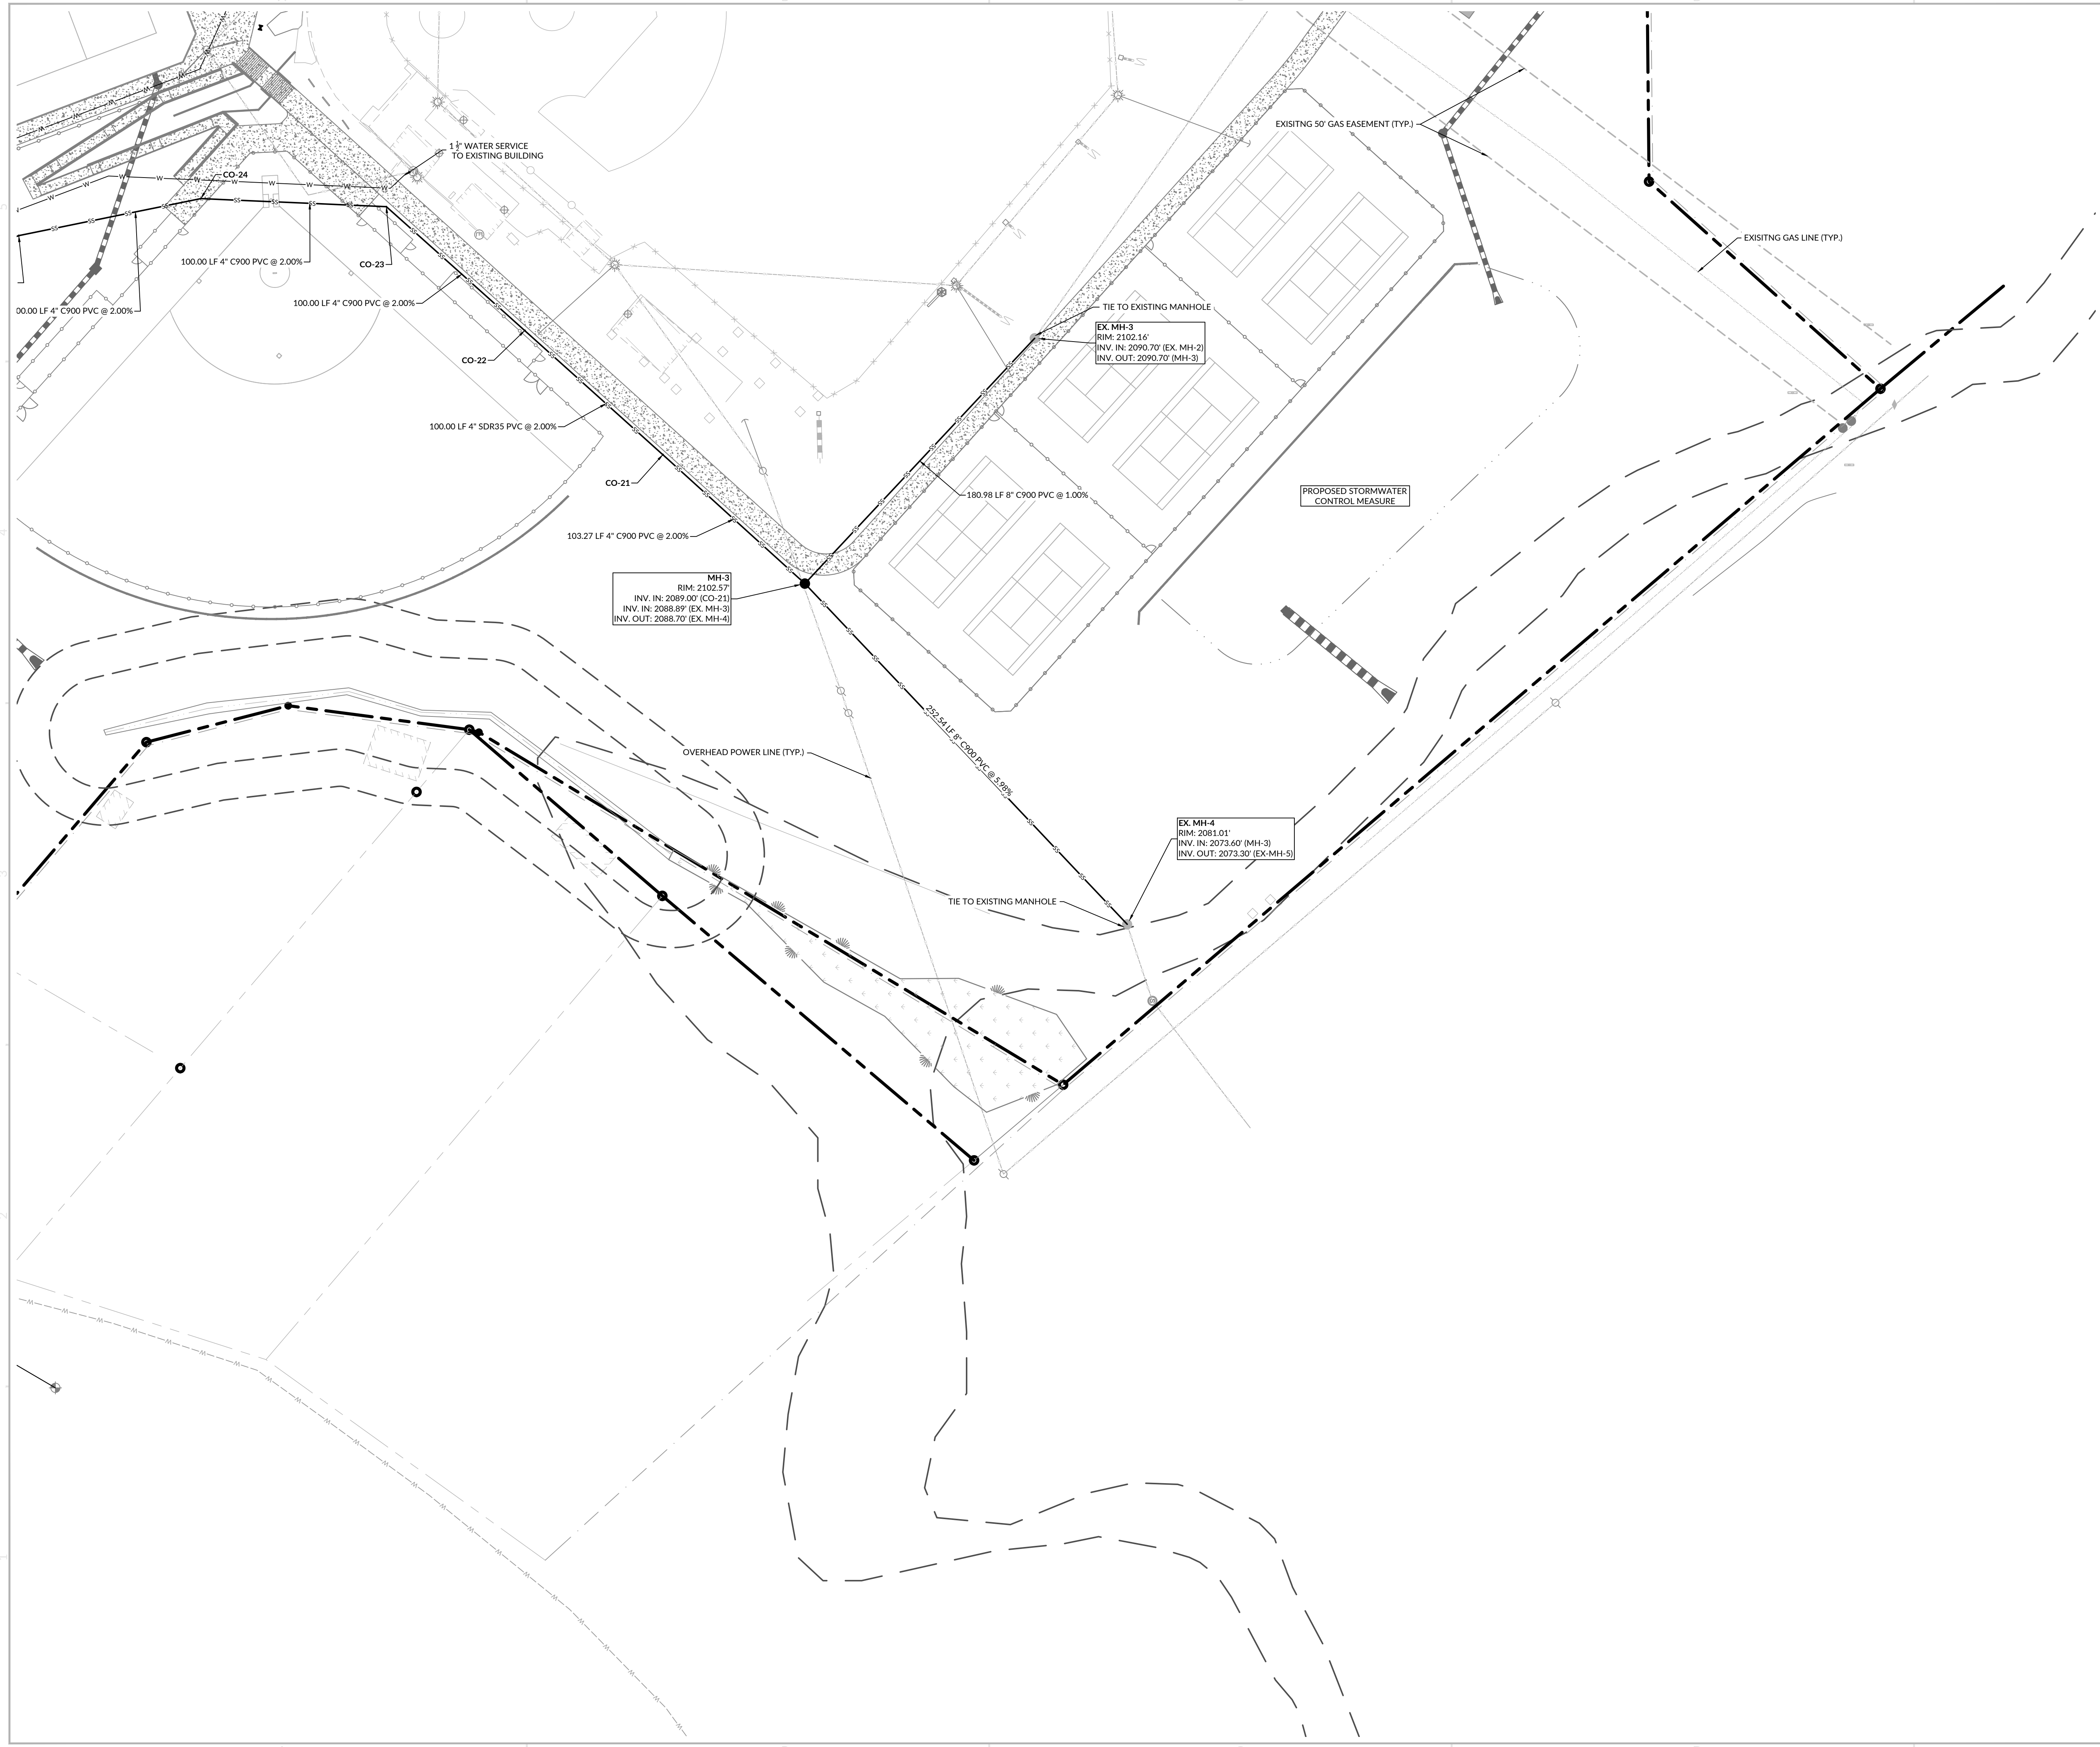 1 ½" WATER SERVICE
TO EXISTING BUILDING
EXISITNG 50' GAS EASEMENT (TYP.)
CO-24
EXISITNG GAS LINE (TYP.)
100.00 LF 4" C900 PVC @ 2.00%
CO-23
100.00 LF 4" C900 PVC @ 2.00%
00.00 LF 4" C900 PVC @ 2.00%
TIE TO EXISTING MANHOLE
EX. MH-3
RIM: 2102.16'
INV. IN: 2090.70' (EX. MH-2)
INV. OUT: 2090.70' (MH-3)
CO-22
100.00 LF 4" SDR35 PVC @ 2.00%
CO-21
180.98 LF 8" C900 PVC @ 1.00%
PROPOSED STORMWATER
CONTROL MEASURE
103.27 LF 4" C900 PVC @ 2.00%
MH-3
RIM: 2102.57'
INV. IN: 2089.00' (CO-21)
INV. IN: 2088.89' (EX. MH-3)
INV. OUT: 2088.70' (EX. MH-4)
252.54 LF 8" C900 PVC @ 5.98%
OVERHEAD POWER LINE (TYP.)
EX. MH-4
RIM: 2081.01'
INV. IN: 2073.60' (MH-3)
INV. OUT: 2073.30' (EX-MH-5)
TIE TO EXISTING MANHOLE